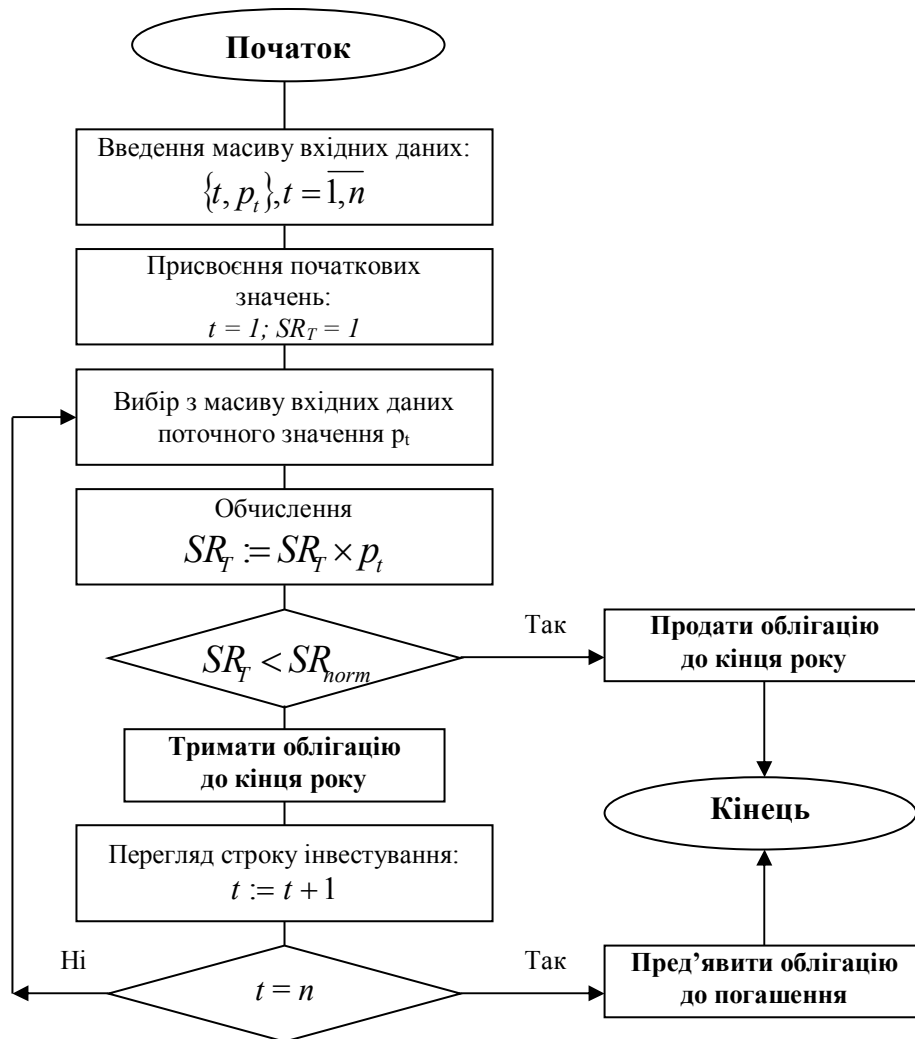 Початок
Введення масиву вхідних даних:
{t, pₜ}, t = \overline{1, n}
Присвоєння початкових
значень:
t = 1; SR_T = 1
Вибір з масиву вхідних даних
поточного значення pₜ
Обчислення
SR_T := SR_T × pₜ
SR_T < SR_norm
Так
Продати облігацію
до кінця року
Тримати облігацію
до кінця року
Кінець
Перегляд строку інвестування:
t := t + 1
Ні
t = n
Так
Пред’явити облігацію
до погашення